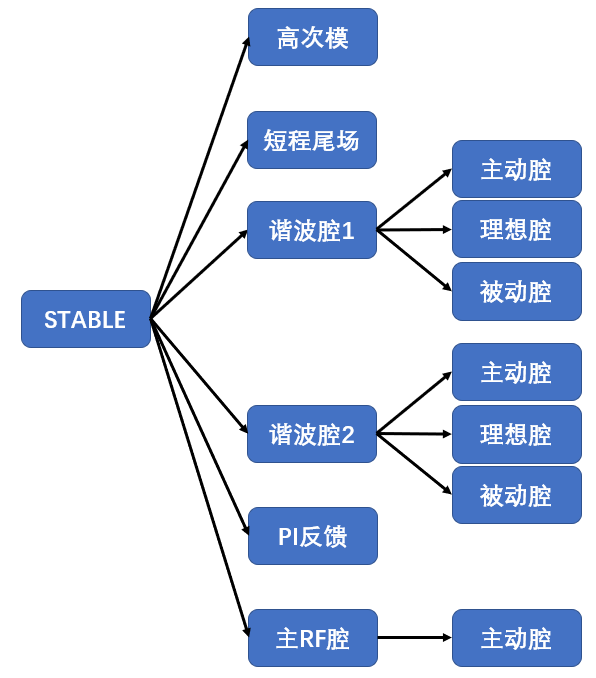 高次模
短程尾场
主动腔
谐波腔1
理想腔
被动腔
STABLE
主动腔
谐波腔2
理想腔
被动腔
PI反馈
主RF腔
主动腔